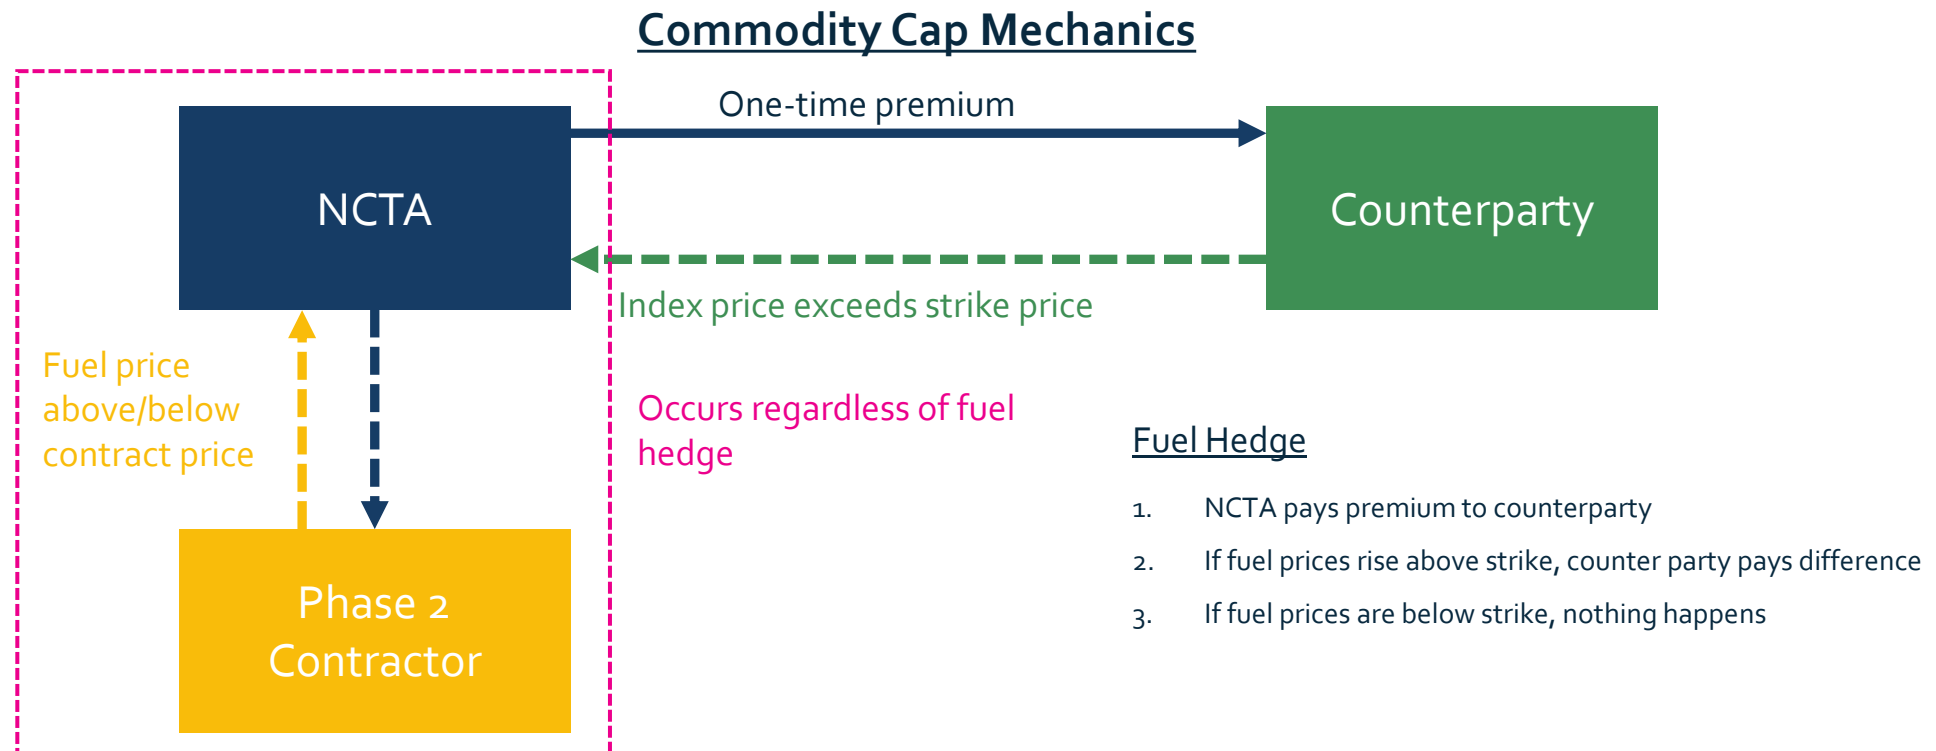 Commodity Cap Mechanics
One-time premium
NCTA
Counterparty
Index price exceeds strike price
Fuel price
above/below
contract price
Occurs regardless of fuel
hedge
Phase 2
Contractor
Fuel Hedge
1. NCTA pays premium to counterparty
2. If fuel prices rise above strike, counter party pays difference
3. If fuel prices are below strike, nothing happens